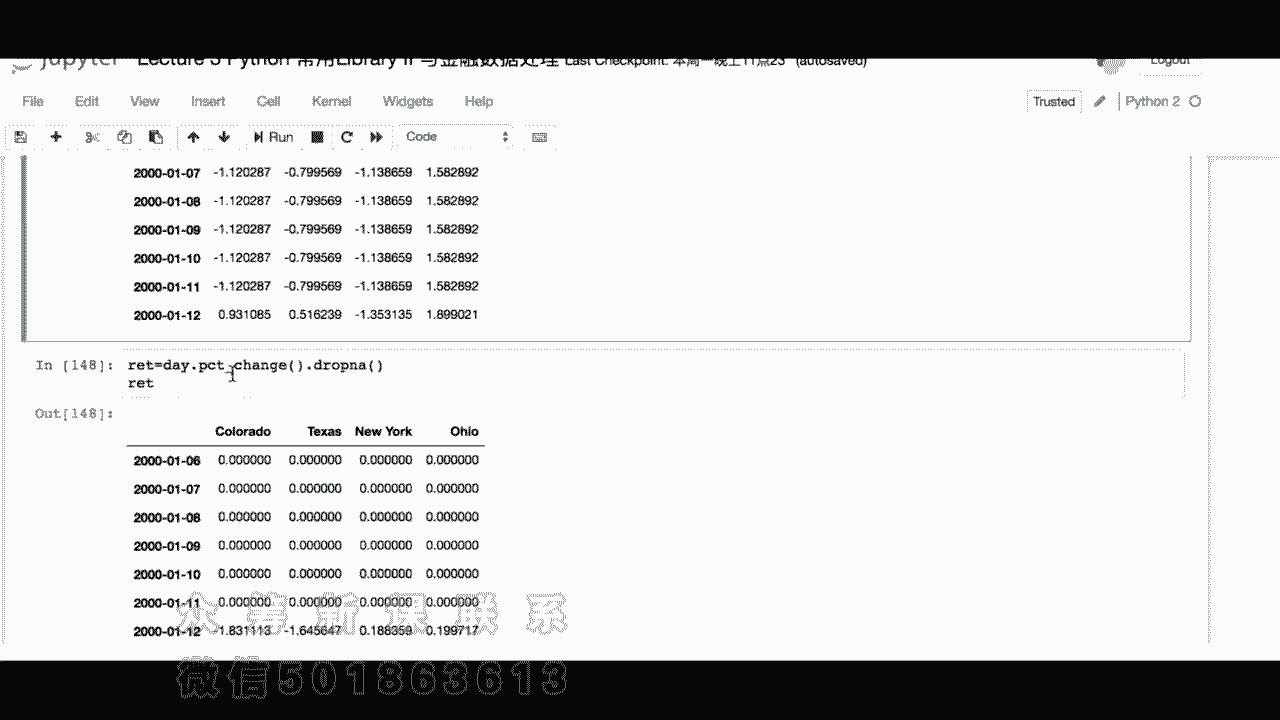 Jupyter Lecture 3 Python 常用Library II 与金融数据处理 Last Checkpoint: 本周一晚上11点23 (autosaved) Logout
File Edit View Insert Cell Kernel Widgets Help Trusted Python 2
Run Code
2000-01-07 -1.120287 -0.799569 -1.138659 1.582892
2000-01-08 -1.120287 -0.799569 -1.138659 1.582892
2000-01-09 -1.120287 -0.799569 -1.138659 1.582892
2000-01-10 -1.120287 -0.799569 -1.138659 1.582892
2000-01-11 -1.120287 -0.799569 -1.138659 1.582892
2000-01-12 0.931085 0.516239 -1.353135 1.899021
In [148]: ret=day.pct_change().dropna()
ret
Out[148]:
Colorado Texas New York Ohio
2000-01-06 0.000000 0.000000 0.000000 0.000000
2000-01-07 0.000000 0.000000 0.000000 0.000000
2000-01-08 0.000000 0.000000 0.000000 0.000000
2000-01-09 0.000000 0.000000 0.000000 0.000000
2000-01-10 0.000000 0.000000 0.000000 0.000000
2000-01-11 0.000000 0.000000 0.000000 0.000000
2000-01-12 -1.831113 -1.645647 0.188359 0.199717
课 联 系
微信501863613